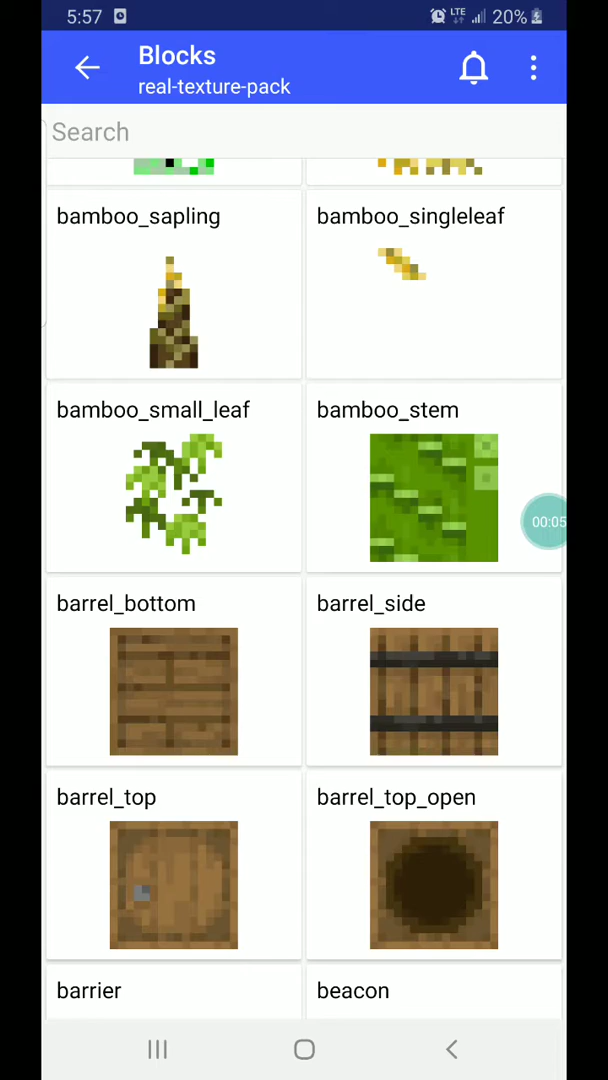 5:57
LTE
20%
Blocks
real-texture-pack
Search
bamboo_sapling
bamboo_singleleaf
bamboo_small_leaf
bamboo_stem
00:05
barrel_bottom
barrel_side
barrel_top
barrel_top_open
barrier
beacon